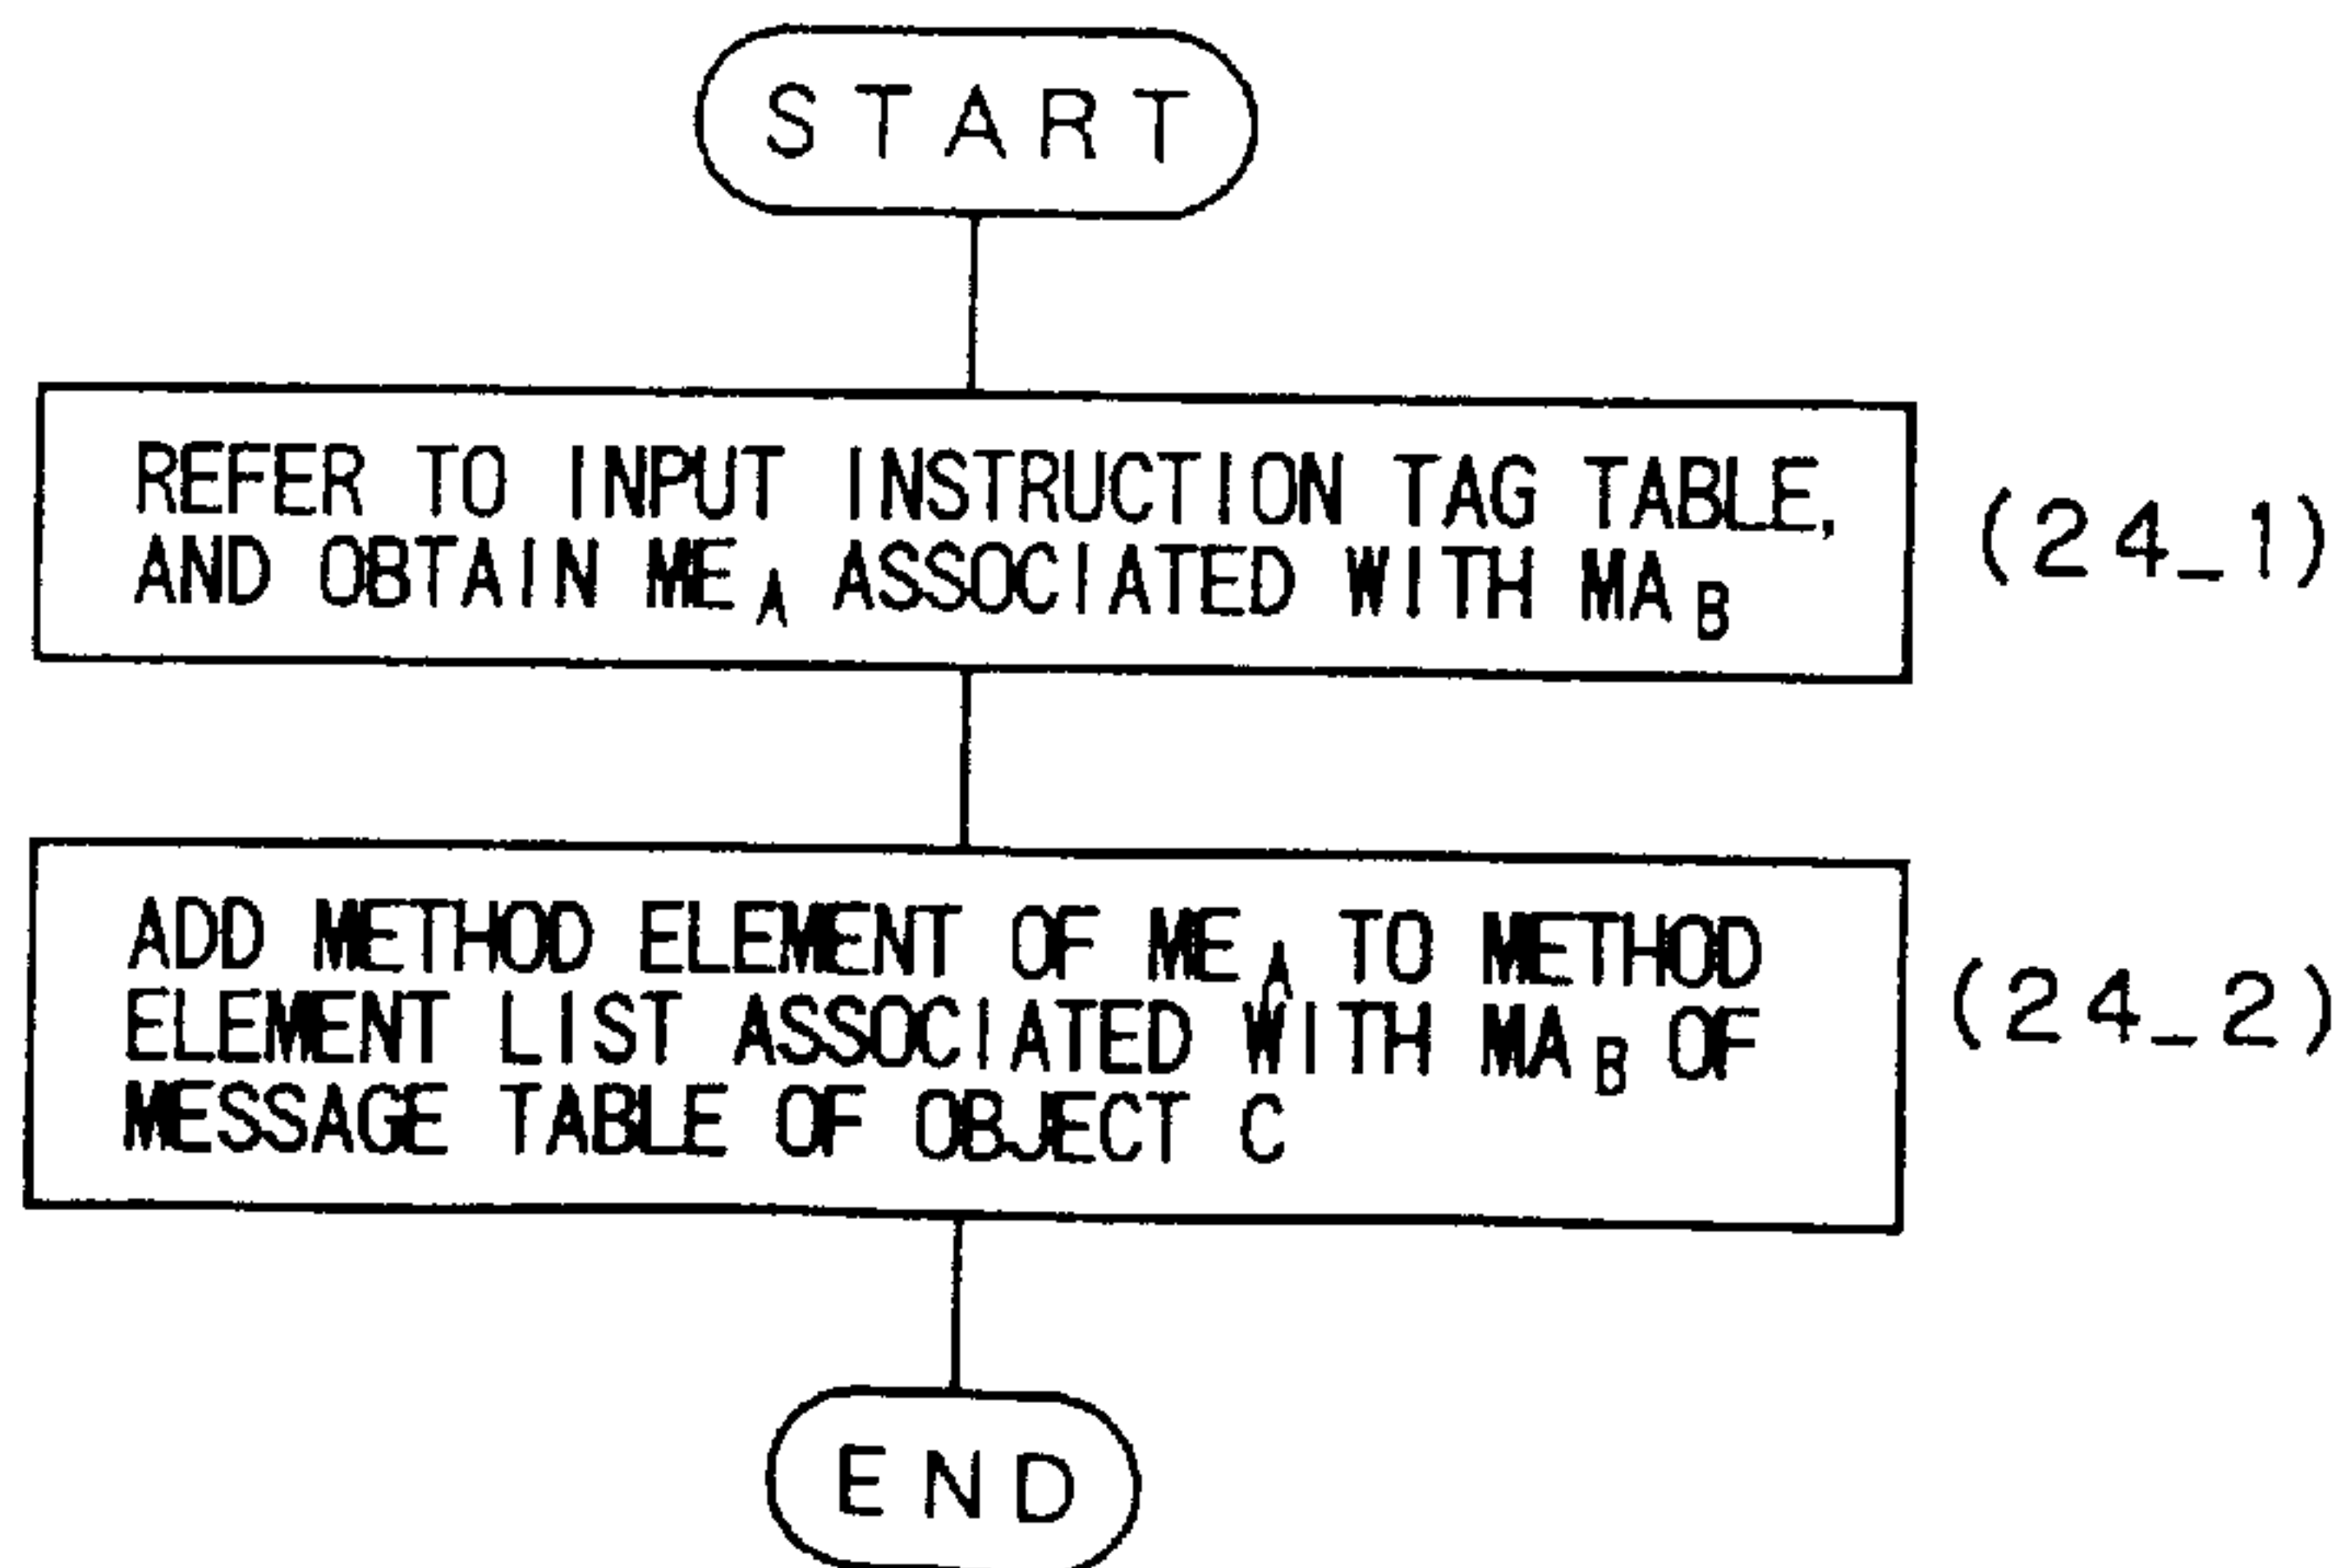 START
REFER TO INPUT INSTRUCTION TAG TABLE,
AND OBTAIN ME A ASSOCIATED WITH MA B
(24_1)
ADD METHOD ELEMENT OF ME A TO METHOD
ELEMENT LIST ASSOCIATED WITH MA B OF
MESSAGE TABLE OF OBJECT C
(24_2)
END